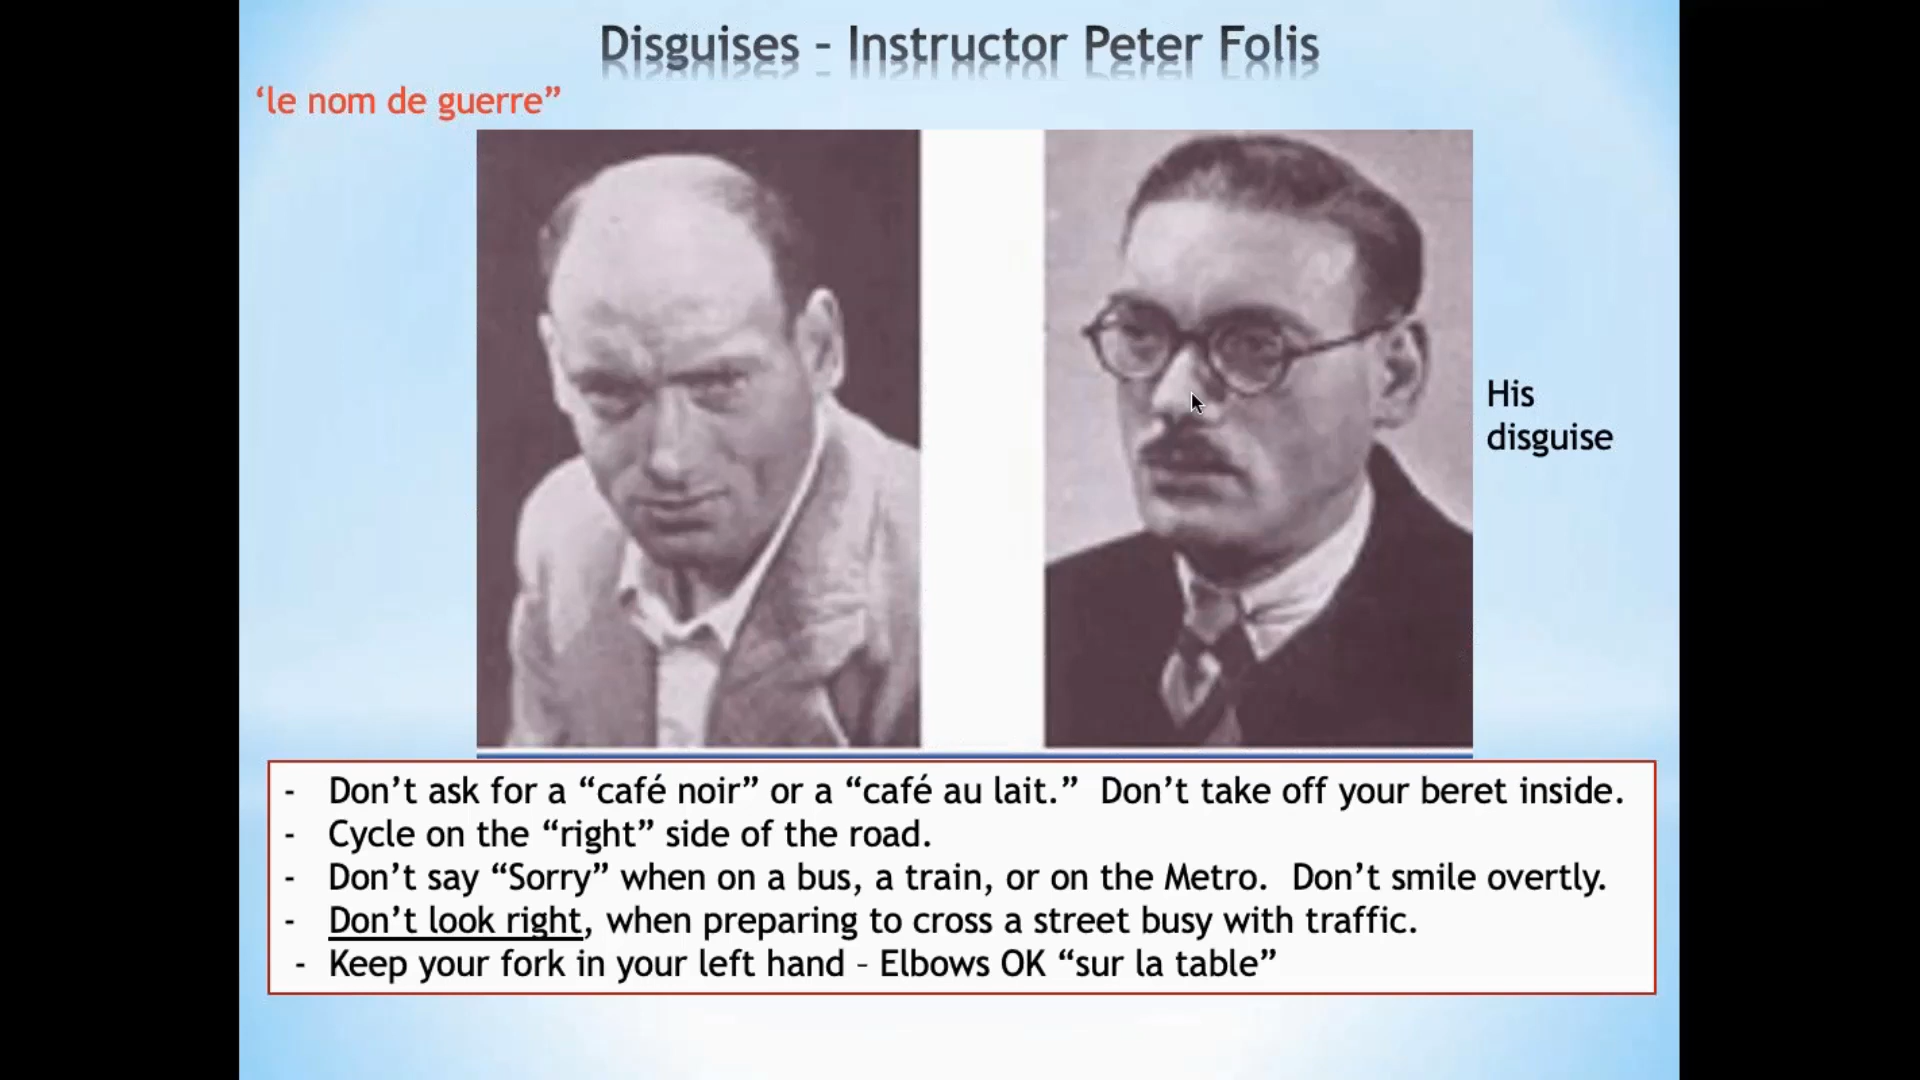 Disguises - Instructor Peter Folis
‘le nom de guerre”
His
disguise
- Don’t ask for a “café noir” or a “café au lait.” Don’t take off your beret inside.
- Cycle on the “right” side of the road.
- Don’t say “Sorry” when on a bus, a train, or on the Metro. Don’t smile overtly.
- Don’t look right, when preparing to cross a street busy with traffic.
- Keep your fork in your left hand – Elbows OK “sur la table”